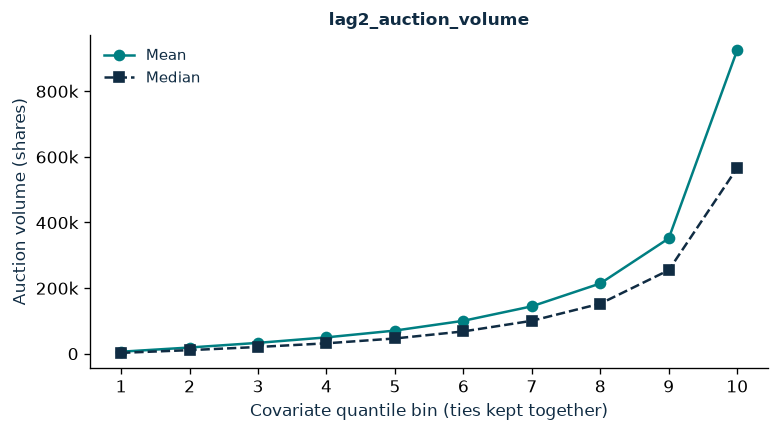 lag2_auction_volume
Mean
Median
Auction volume (shares)
800k
600k
400k
200k
0
1 2 3 4 5 6 7 8 9 10
Covariate quantile bin (ties kept together)